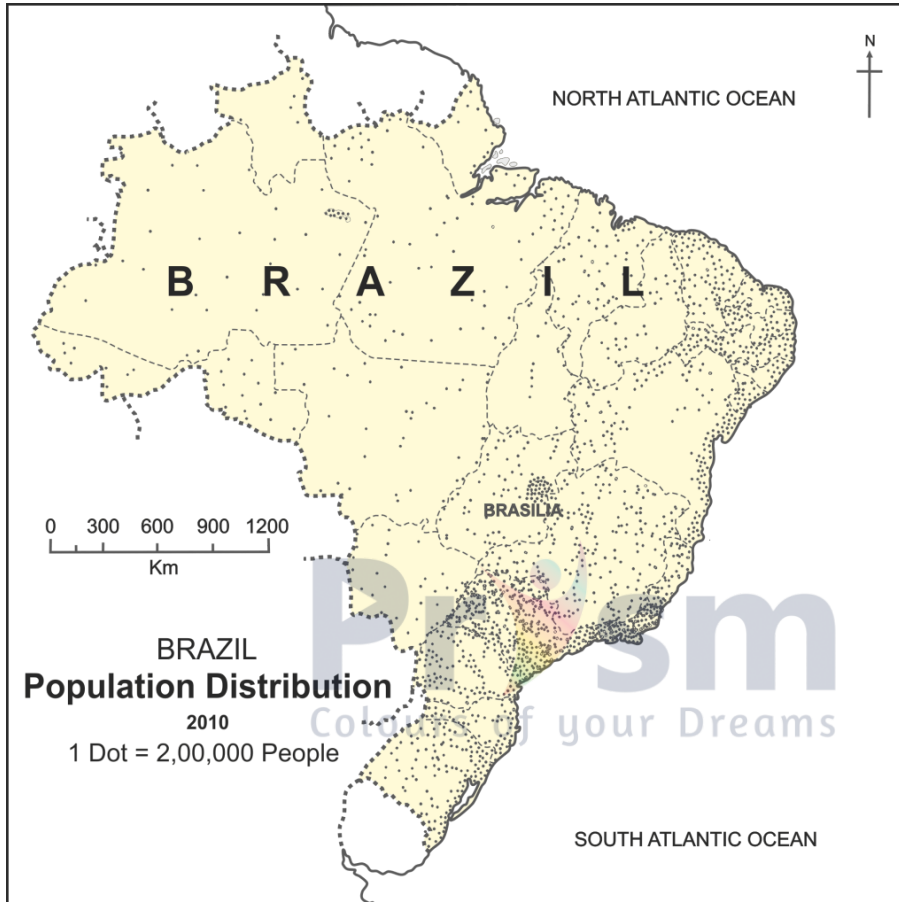 N
NORTH ATLANTIC OCEAN
BRAZIL
BRASILIA
0 300 600 900 1200
Km
Prism
Colours of your Dreams
BRAZIL
Population Distribution
2010
1 Dot = 2,00,000 People
SOUTH ATLANTIC OCEAN